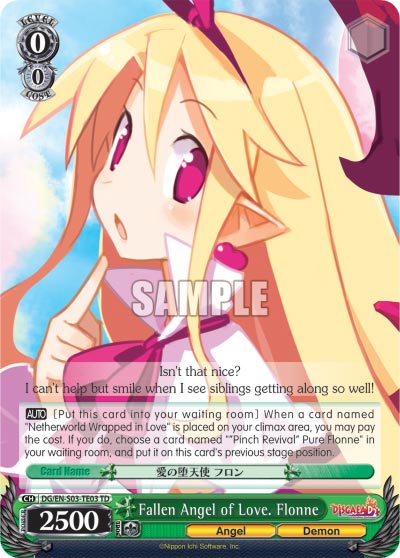 LEVEL
0
0
COST
SAMPLE
Isn't that nice?
I can't help but smile when I see siblings getting along so well!
AUTO [Put this card into your waiting room] When a card named
"Netherworld Wrapped in Love" is placed on your climax area, you may pay
the cost. If you do, choose a card named ""Pinch Revival" Pure Flonne" in
your waiting room, and put it on this card's previous stage position.
Card Name 愛の堕天使 フロン
CH DG/EN-S03-TE03 TD
Fallen Angel of Love. Flonne
DISGAEA D2
POWER 2500 SOUL
Angel Demon
©Nippon Ichi Software, Inc.